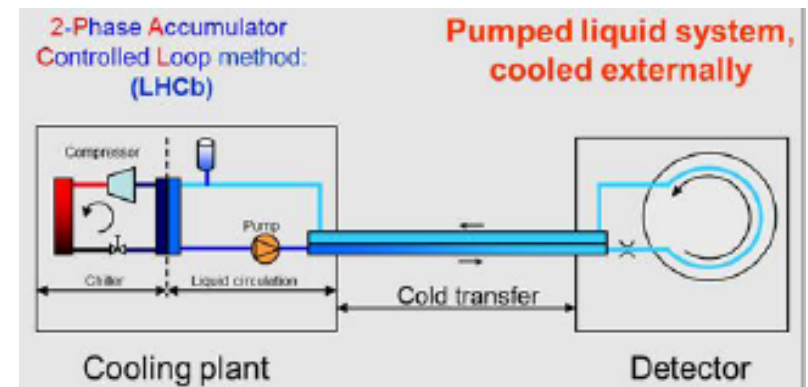 2-Phase Accumulator
Controlled Loop method:
(LHCb)
Pumped liquid system,
cooled externally
Compressor
Pump
Chiller
Liquid circulation
Cold transfer
Cooling plant
Detector